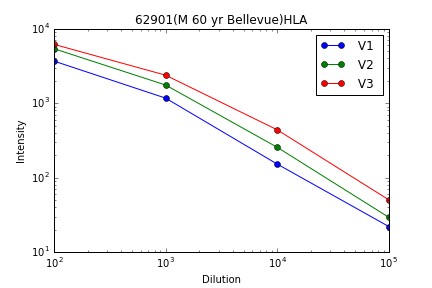 62901(M 60 yr Bellevue)HLA
10^4
10^3
10^2
10^1
Intensity
V1
V2
V3
10^2 10^3 10^4 10^5
Dilution